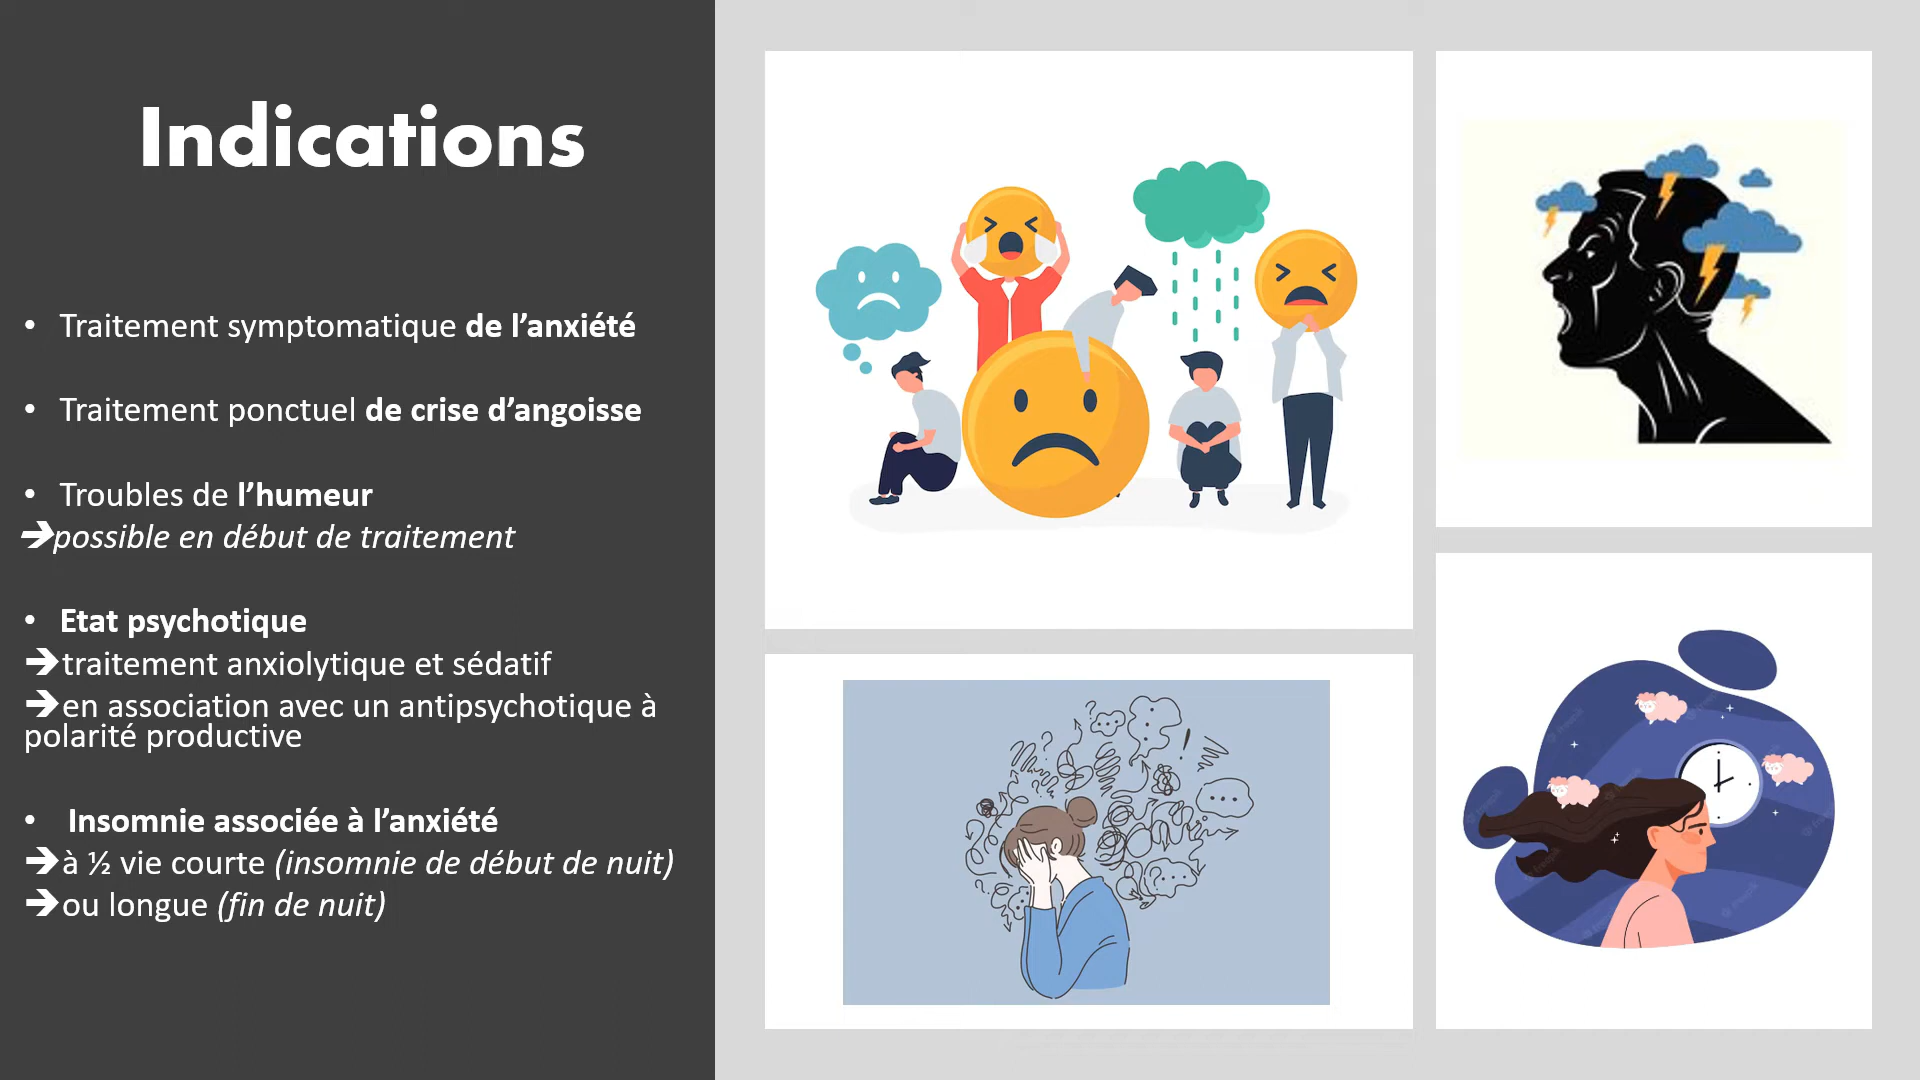 Indications
• Traitement symptomatique de l’anxiété
• Traitement ponctuel de crise d’angoisse
• Troubles de l’humeur
➔possible en début de traitement
• Etat psychotique
➔traitement anxiolytique et sédatif
➔en association avec un antipsychotique à
polarité productive
• Insomnie associée à l’anxiété
➔à ½ vie courte (insomnie de début de nuit)
➔ou longue (fin de nuit)